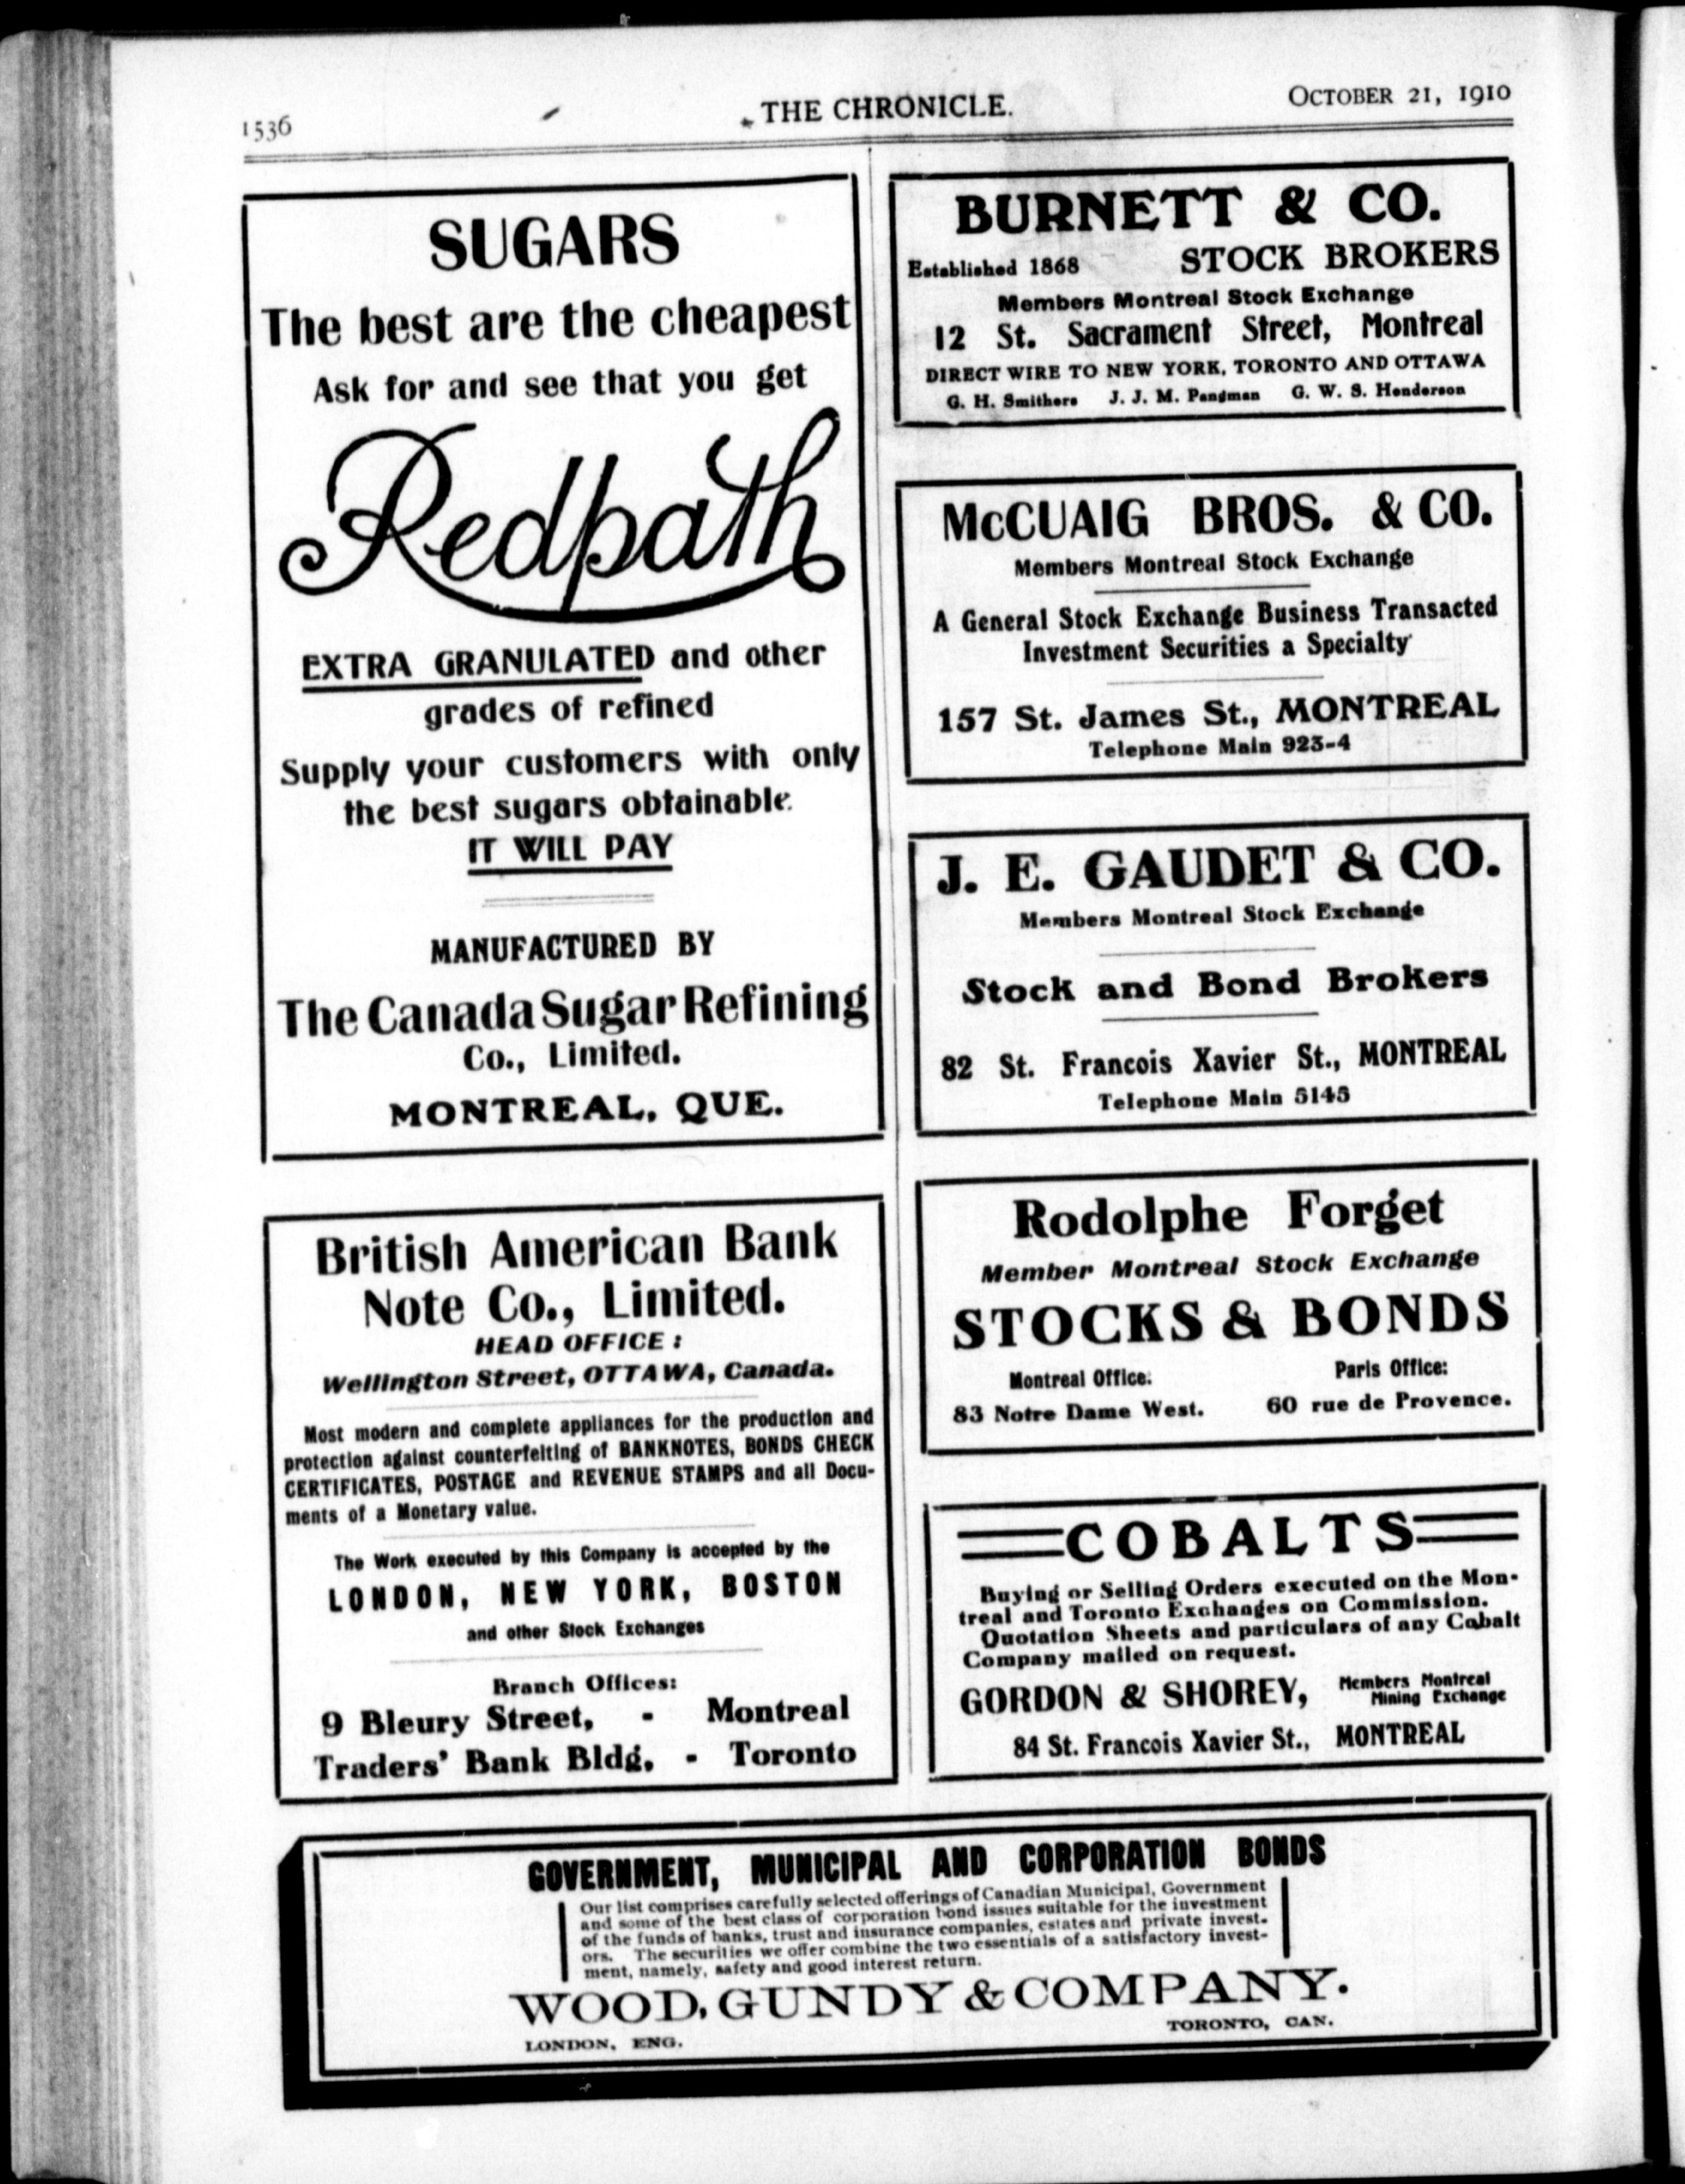 1536
THE CHRONICLE.
OCTOBER 21, 1910
SUGARS
The best are the cheapest
Ask for and see that you get
Redpath
EXTRA GRANULATED and other
grades of refined
Supply your customers with only
the best sugars obtainable.
IT WILL PAY
MANUFACTURED BY
The Canada Sugar Refining
Co., Limited.
MONTREAL, QUE.
British American Bank
Note Co., Limited.
HEAD OFFICE :
Wellington Street, OTTAWA, Canada.
Most modern and complete appliances for the production and
protection against counterfeiting of BANKNOTES, BONDS CHECK
CERTIFICATES, POSTAGE and REVENUE STAMPS and all Docu-
ments of a Monetary value.
The Work executed by this Company is accepted by the
LONDON, NEW YORK, BOSTON
and other Stock Exchanges
Branch Offices:
9 Bleury Street, - Montreal
Traders' Bank Bldg. - Toronto
BURNETT & CO.
Established 1868 STOCK BROKERS
Members Montreal Stock Exchange
12 St. Sacrament Street, Montreal
DIRECT WIRE TO NEW YORK, TORONTO AND OTTAWA
G. H. Smithers J. J. M. Pangman G. W. S. Henderson
McCUAIG BROS. & CO.
Members Montreal Stock Exchange
A General Stock Exchange Business Transacted
Investment Securities a Specialty
157 St. James St., MONTREAL
Telephone Main 923-4
J. E. GAUDET & CO.
Members Montreal Stock Exchange
Stock and Bond Brokers
82 St. Francois Xavier St., MONTREAL
Telephone Main 5145
Rodolphe Forget
Member Montreal Stock Exchange
STOCKS & BONDS
Montreal Office: Paris Office:
83 Notre Dame West. 60 rue de Provence.
COBALTS
Buying or Selling Orders executed on the Mon-
treal and Toronto Exchanges on Commission.
Quotation Sheets and particulars of any Cobalt
Company mailed on request.
GORDON & SHOREY, Members Montreal
Mining Exchange
84 St. Francois Xavier St., MONTREAL
GOVERNMENT, MUNICIPAL AND CORPORATION BONDS
Our list comprises carefully selected offerings of Canadian Municipal, Government
and some of the best class of corporation bond issues suitable for the investment
of the funds of banks, trust and insurance companies, estates and private invest-
ors. The securities we offer combine the two essentials of a satisfactory invest-
ment, namely, safety and good interest return.
WOOD, GUNDY & COMPANY.
LONDON, ENG. TORONTO, CAN.